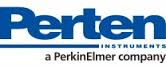 Perten
INSTRUMENTS
a PerkinElmer company